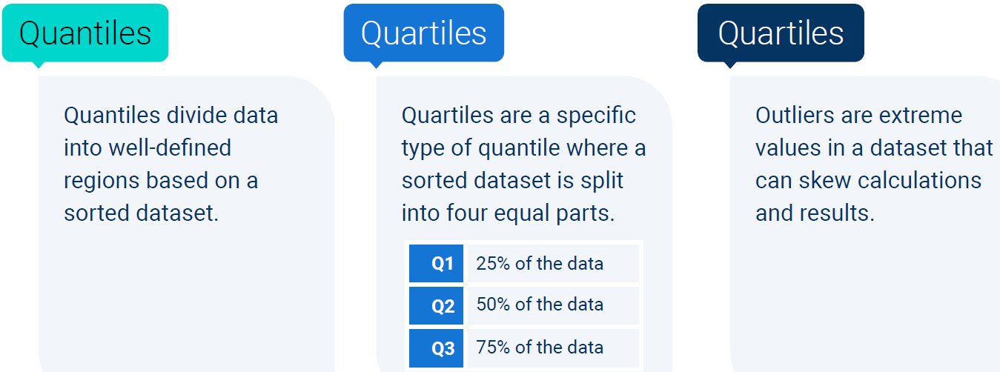 Quantiles
Quantiles divide data
into well-defined
regions based on a
sorted dataset.
Quartiles
Quartiles are a specific
type of quantile where a
sorted dataset is split
into four equal parts.
Q1 25% of the data
Q2 50% of the data
Q3 75% of the data
Quartiles
Outliers are extreme
values in a dataset that
can skew calculations
and results.